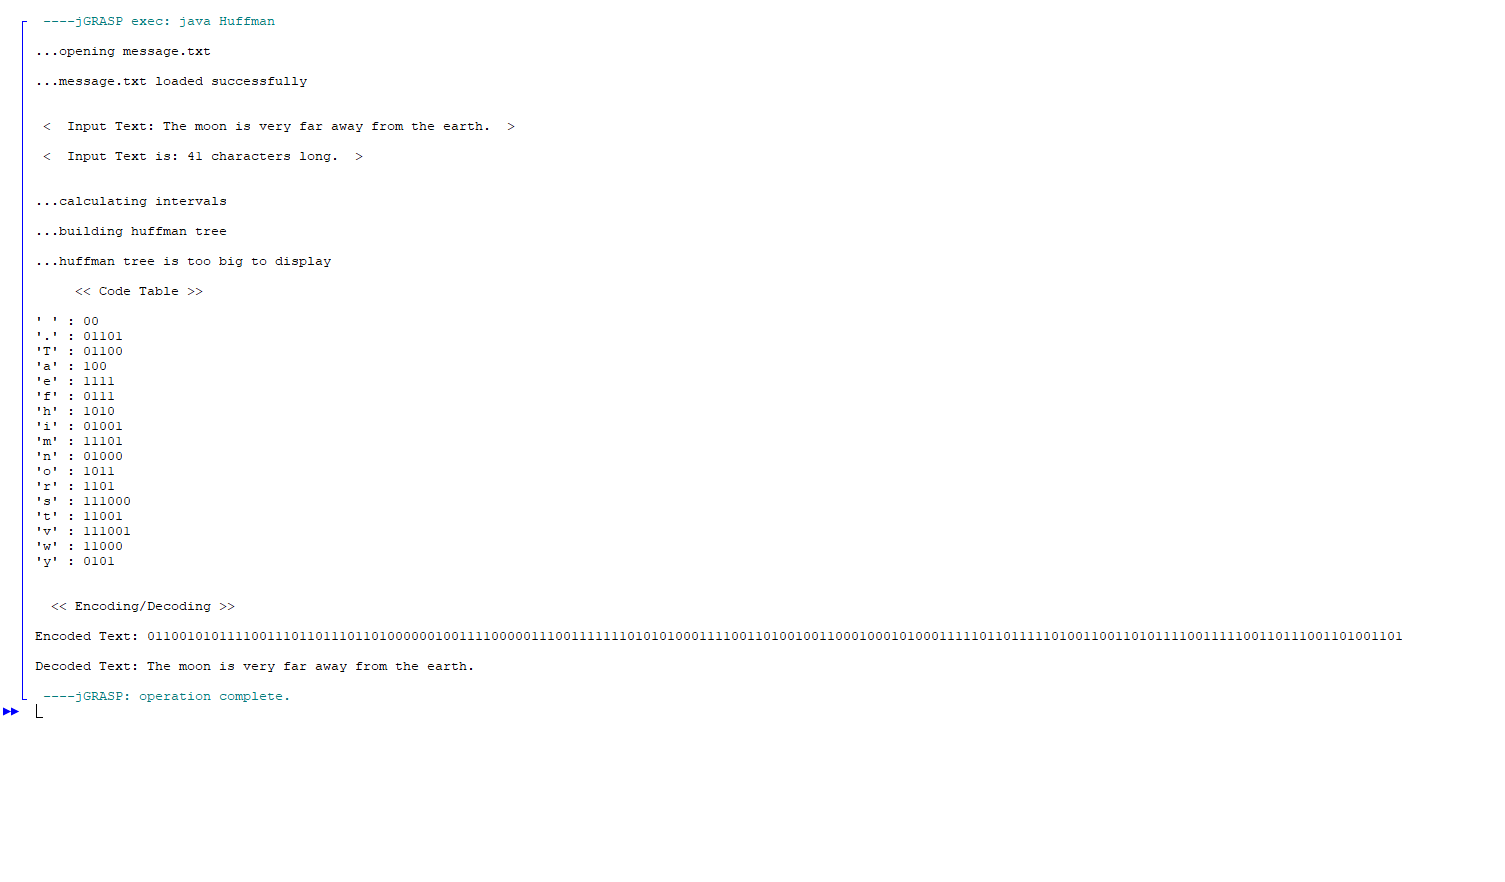 ----jGRASP exec: java Huffman
...opening message.txt
...message.txt loaded successfully
<  Input Text: The moon is very far away from the earth.  >
<  Input Text is: 41 characters long.  >
...calculating intervals
...building huffman tree
...huffman tree is too big to display
<< Code Table >>
' ' : 00
'.' : 01101
'T' : 01100
'a' : 100
'e' : 1111
'f' : 0111
'h' : 1010
'i' : 01001
'm' : 11101
'n' : 01000
'o' : 1011
'r' : 1101
's' : 111000
't' : 11001
'v' : 111001
'w' : 11000
'y' : 0101
<< Encoding/Decoding >>
Encoded Text: 0110010101111001110110111011010000001001111000001110011111110101010001111001101001001100010001010001111101101111101001100110101111001111100110111001101001101
Decoded Text: The moon is very far away from the earth.
----jGRASP: operation complete.